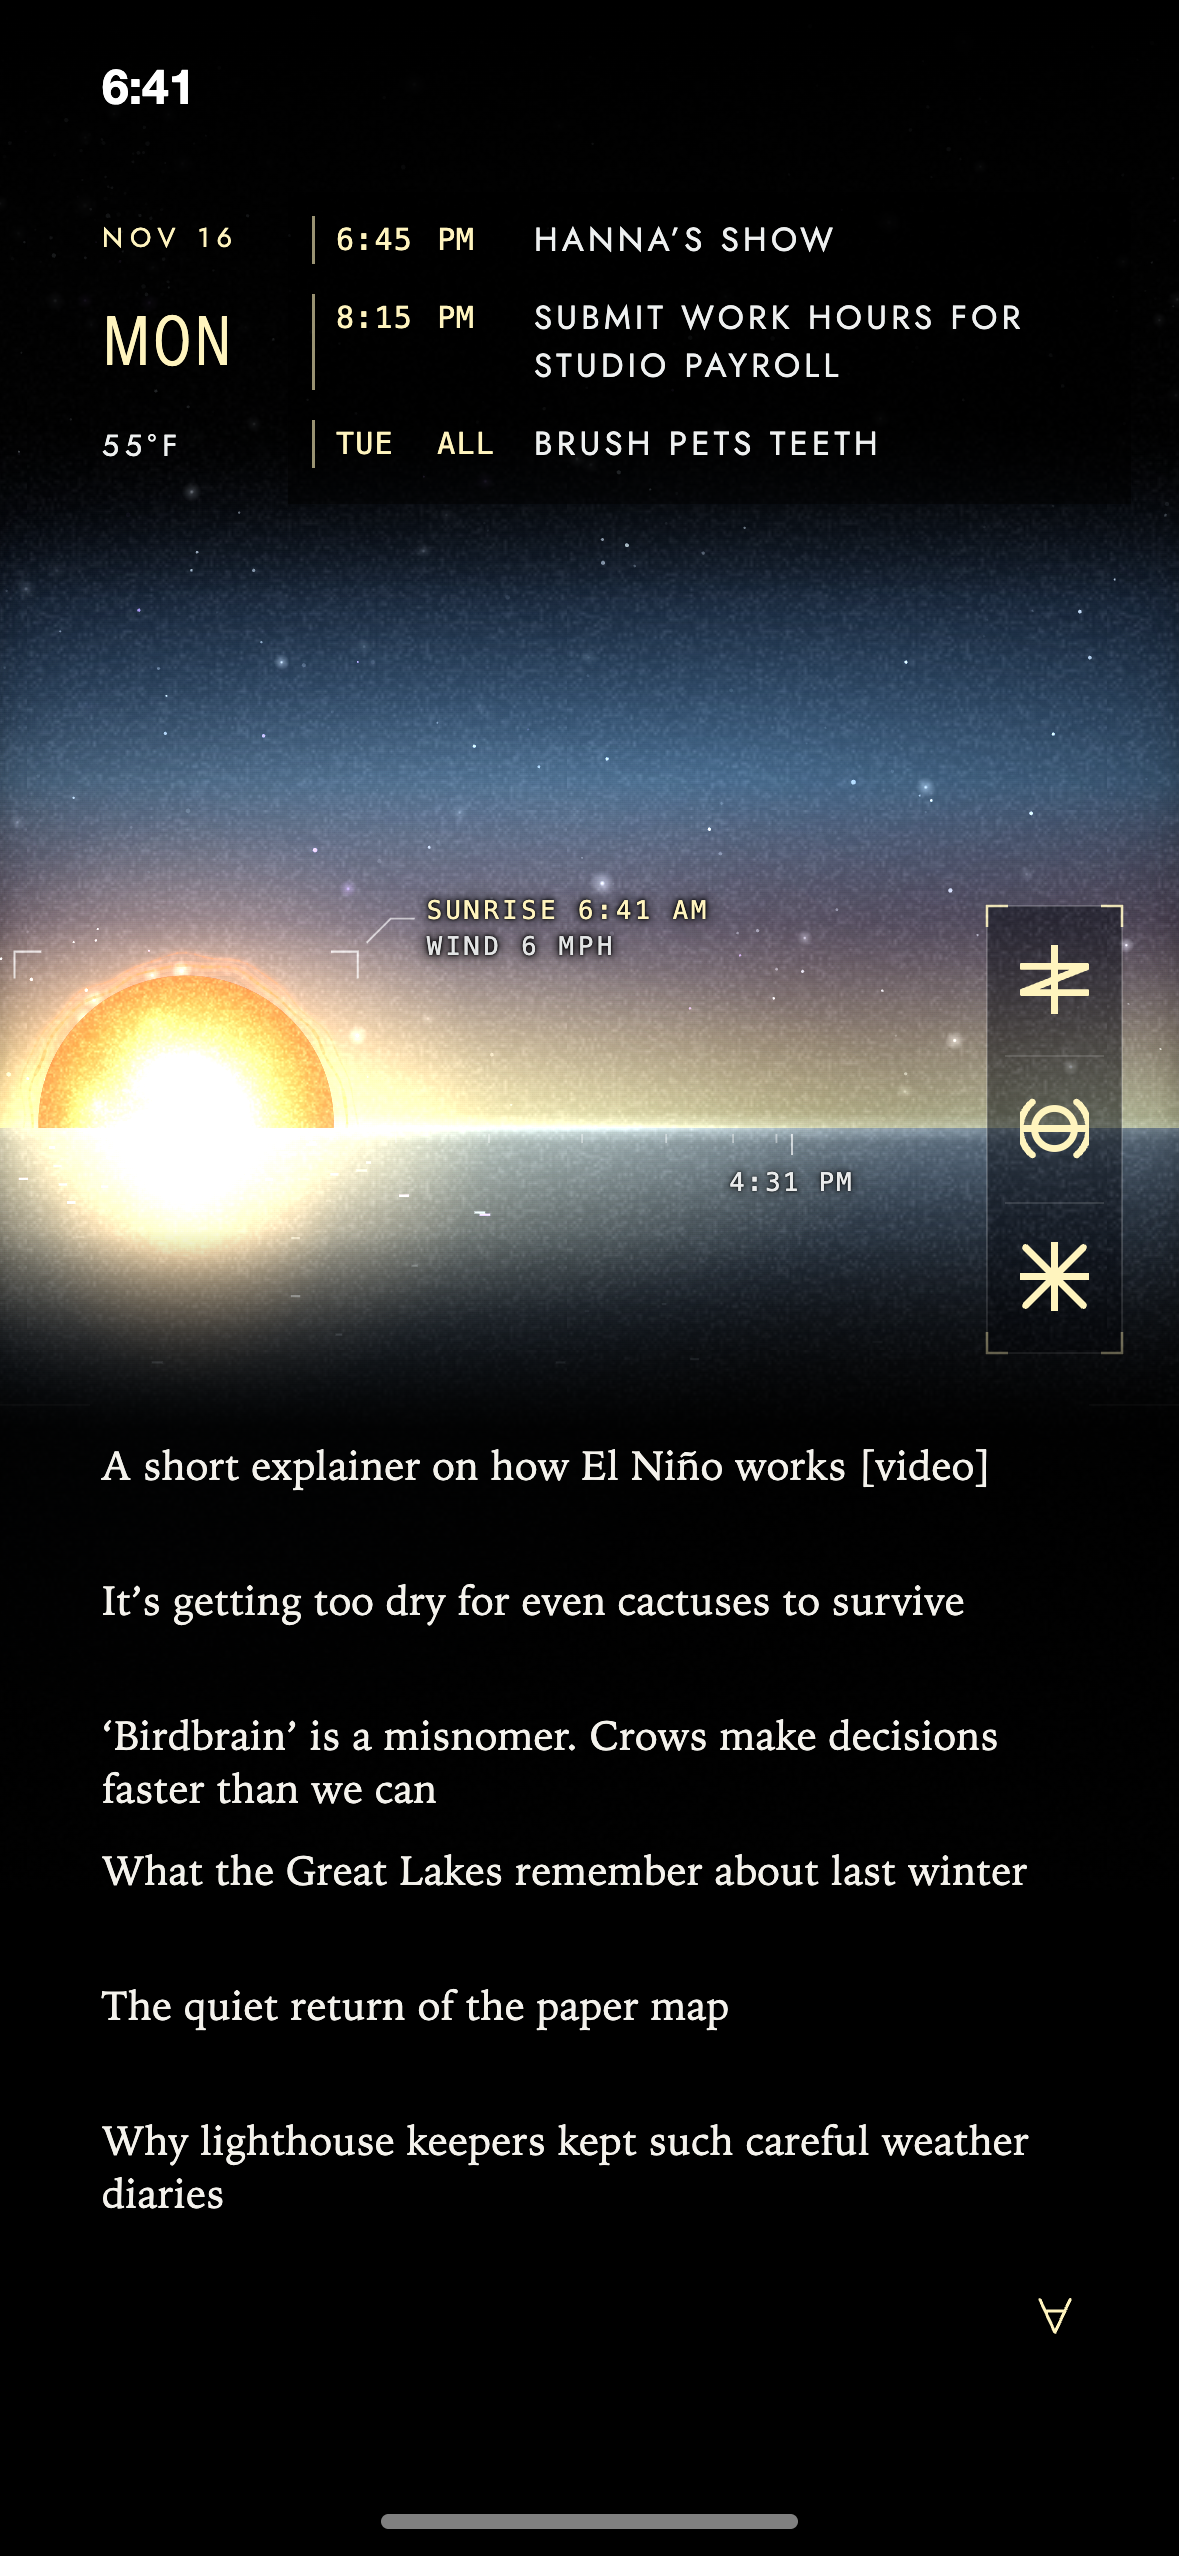 6:41
NOV 16
MON
55°F
6:45 PM HANNA’S SHOW
8:15 PM SUBMIT WORK HOURS FOR
STUDIO PAYROLL
TUE ALL BRUSH PETS TEETH
SUNRISE 6:41 AM
WIND 6 MPH
4:31 PM
A short explainer on how El Niño works [video]
It’s getting too dry for even cactuses to survive
‘Birdbrain’ is a misnomer. Crows make decisions
faster than we can
What the Great Lakes remember about last winter
The quiet return of the paper map
Why lighthouse keepers kept such careful weather
diaries